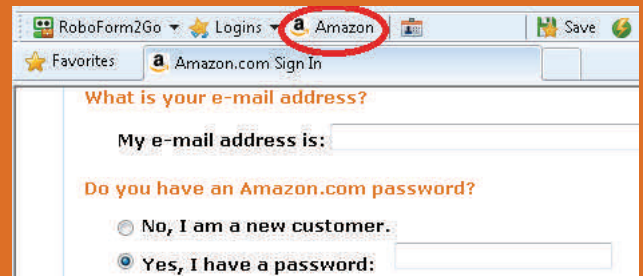 RoboForm2Go Logins Amazon Save
Favorites Amazon.com Sign In
What is your e-mail address?
My e-mail address is:
Do you have an Amazon.com password?
No, I am a new customer.
Yes, I have a password: